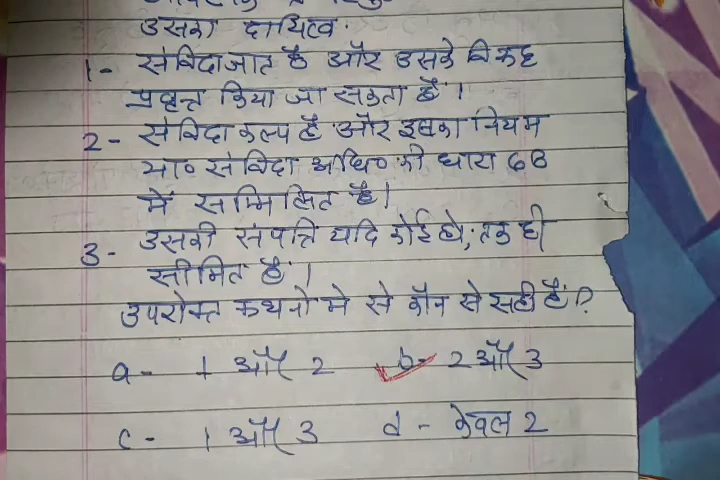 उसका दायित्व.
1- संविदाजात है और उसके विरुद्ध
प्रवृत्त किया जा सकता है ।
2- संविदा कल्प है और इसका नियम
भा० संविदा अधि० की धारा 68
में सम्मिलित है।
3- उसकी संपत्ति यदि कोई हो, तक ही
सीमित है ।
उपरोक्त कथनो मे से कौन से सही हैं?
a- 1 और 2 b- 2 और 3
c- 1 और 3 d- केवल 2